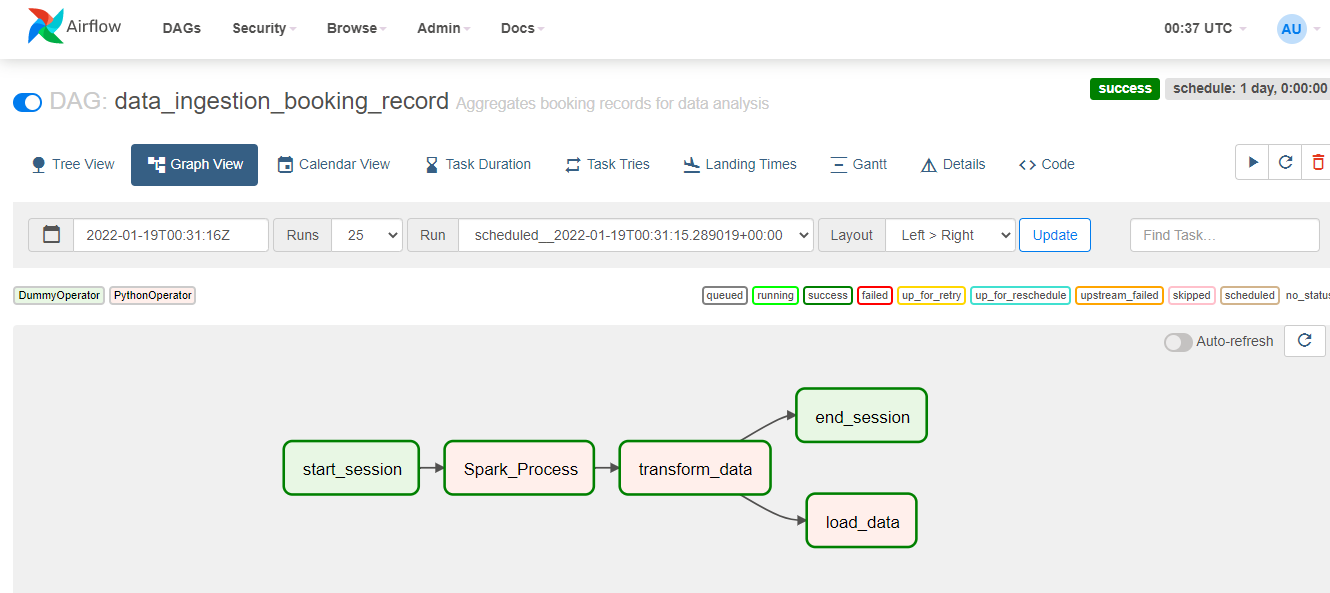 Airflow DAGs Security Browse Admin Docs 00:37 UTC AU
DAG: data_ingestion_booking_record Aggregates booking records for data analysis success schedule: 1 day, 0:00:00
Tree View Graph View Calendar View Task Duration Task Tries Landing Times Gantt Details Code
2022-01-19T00:31:16Z Runs 25 Run scheduled__2022-01-19T00:31:15.289019+00:00 Layout Left > Right Update Find Task...
DummyOperator PythonOperator queued running success failed up_for_retry up_for_reschedule upstream_failed skipped scheduled no_status
Auto-refresh
end_session
start_session Spark_Process transform_data
load_data